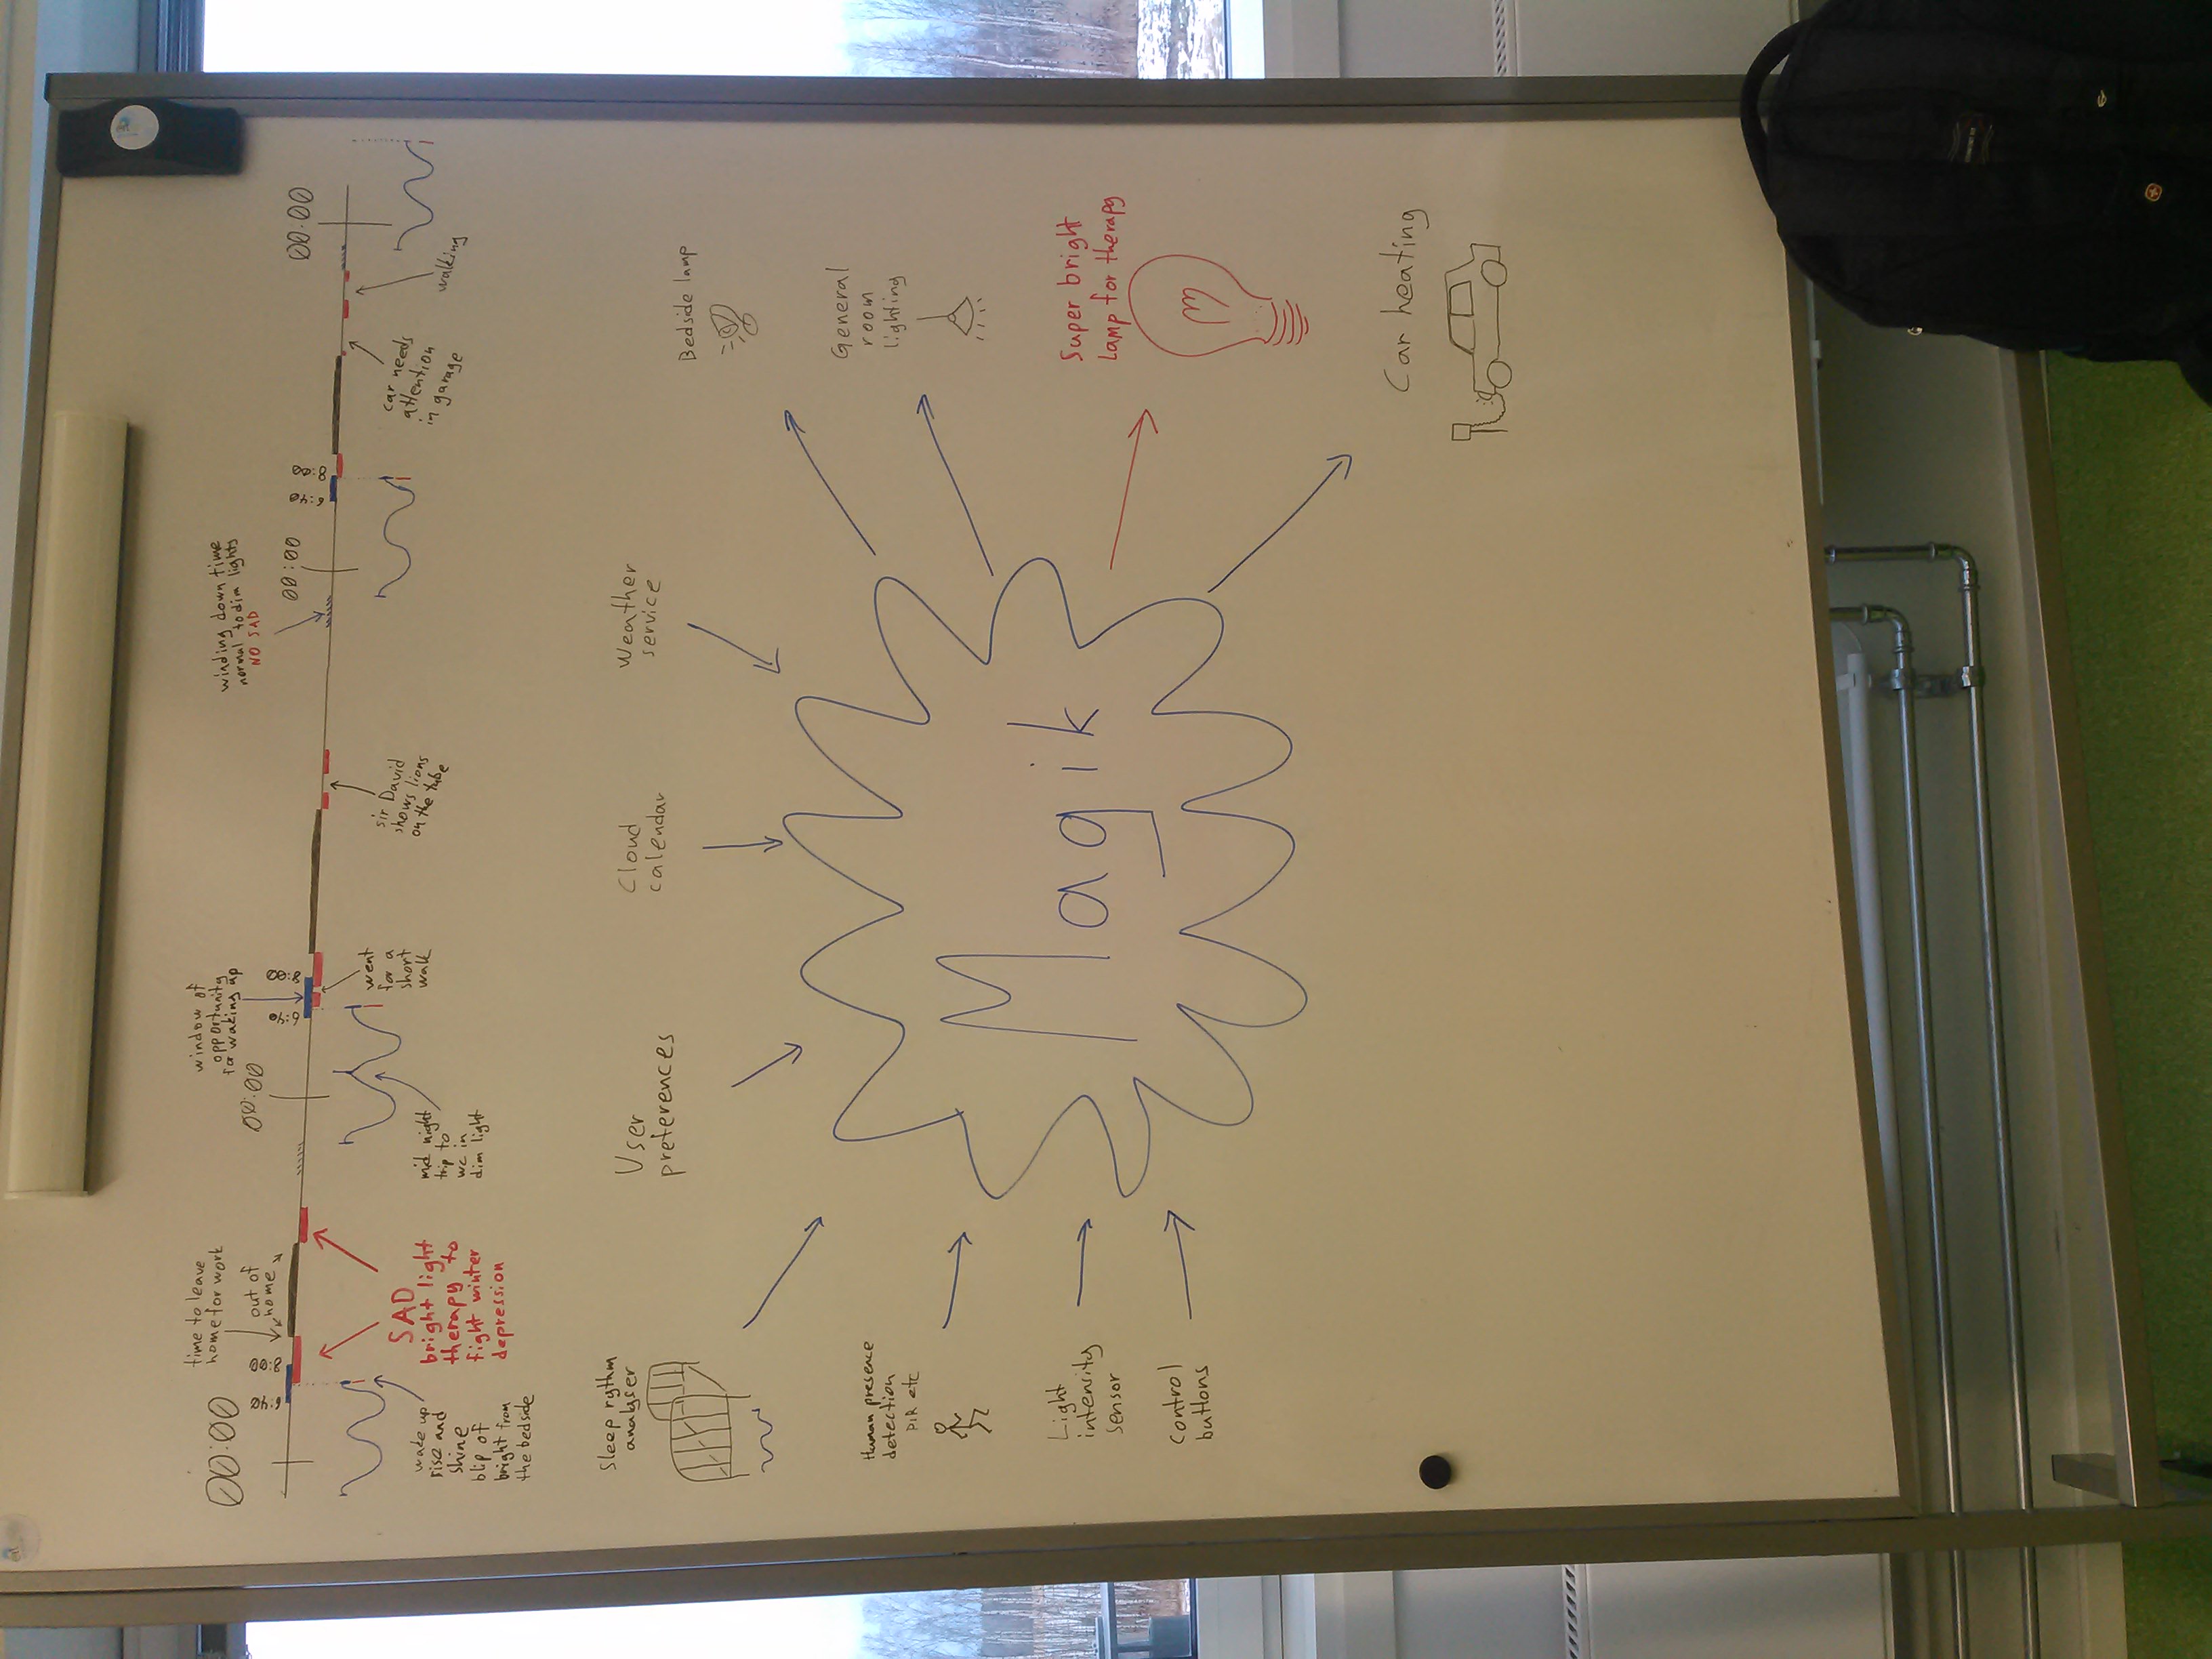 00:00
time to leave
home for work
out of
home
6:40
8:00
00:00
window of
opportunity
for waking up
6:40
8:00
winding down time
normal to dim lights
NO SAD
00:00
6:40
8:00
00:00
wake up
rise and
shine
blip of
bright from
the bedside
SAD
bright light
therapy to
fight winter
depression
mid night
trip to
wc in
dim light
went
for a
short
walk
sir David
shows lions
on the tube
car needs
attention
in garage
walking
Sleep rythm
analyser
User
preferences
Cloud
calendar
Weather
service
Bedside lamp
General
room
lighting
Human presence
detection
PIR etc
Light
intensity
sensor
control
buttons
Magik
Super bright
lamp for therapy
Car heating